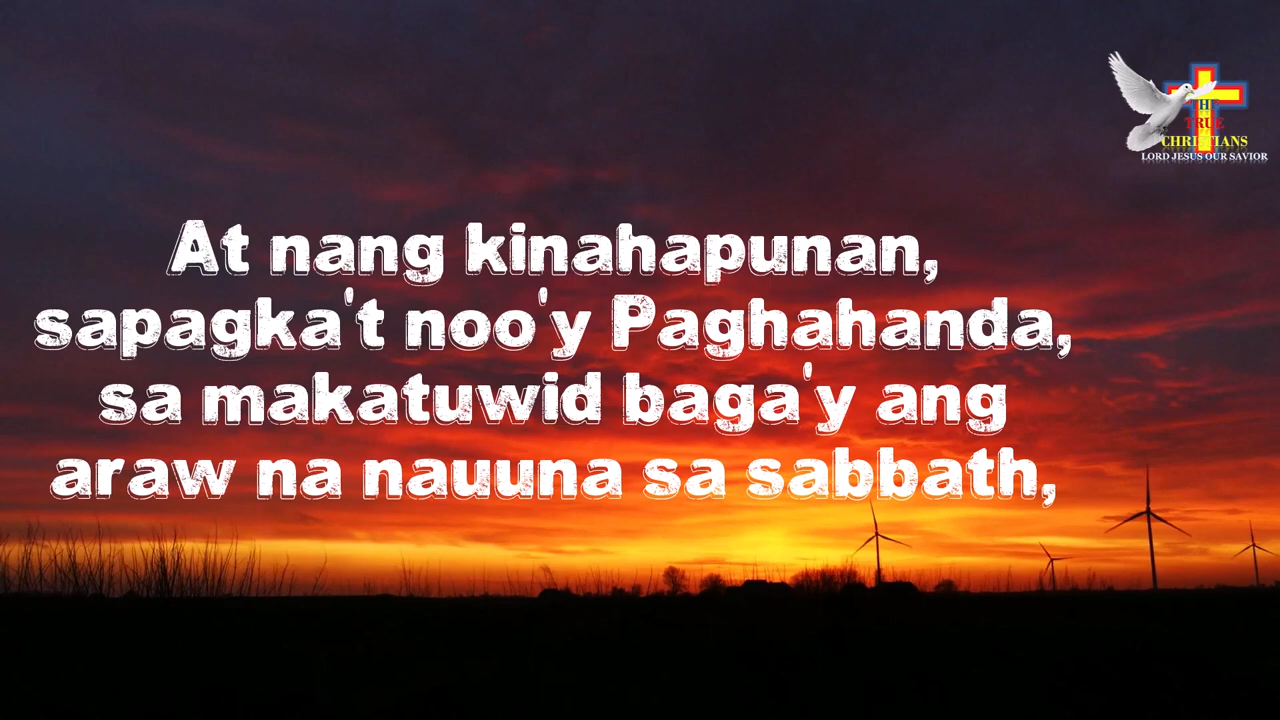 THE
TRUE
CHRISTIANS
LORD JESUS OUR SAVIOR
At nang kinahapunan,
sapagka't noo'y Paghahanda,
sa makatuwid baga'y ang
araw na nauuna sa sabbath,